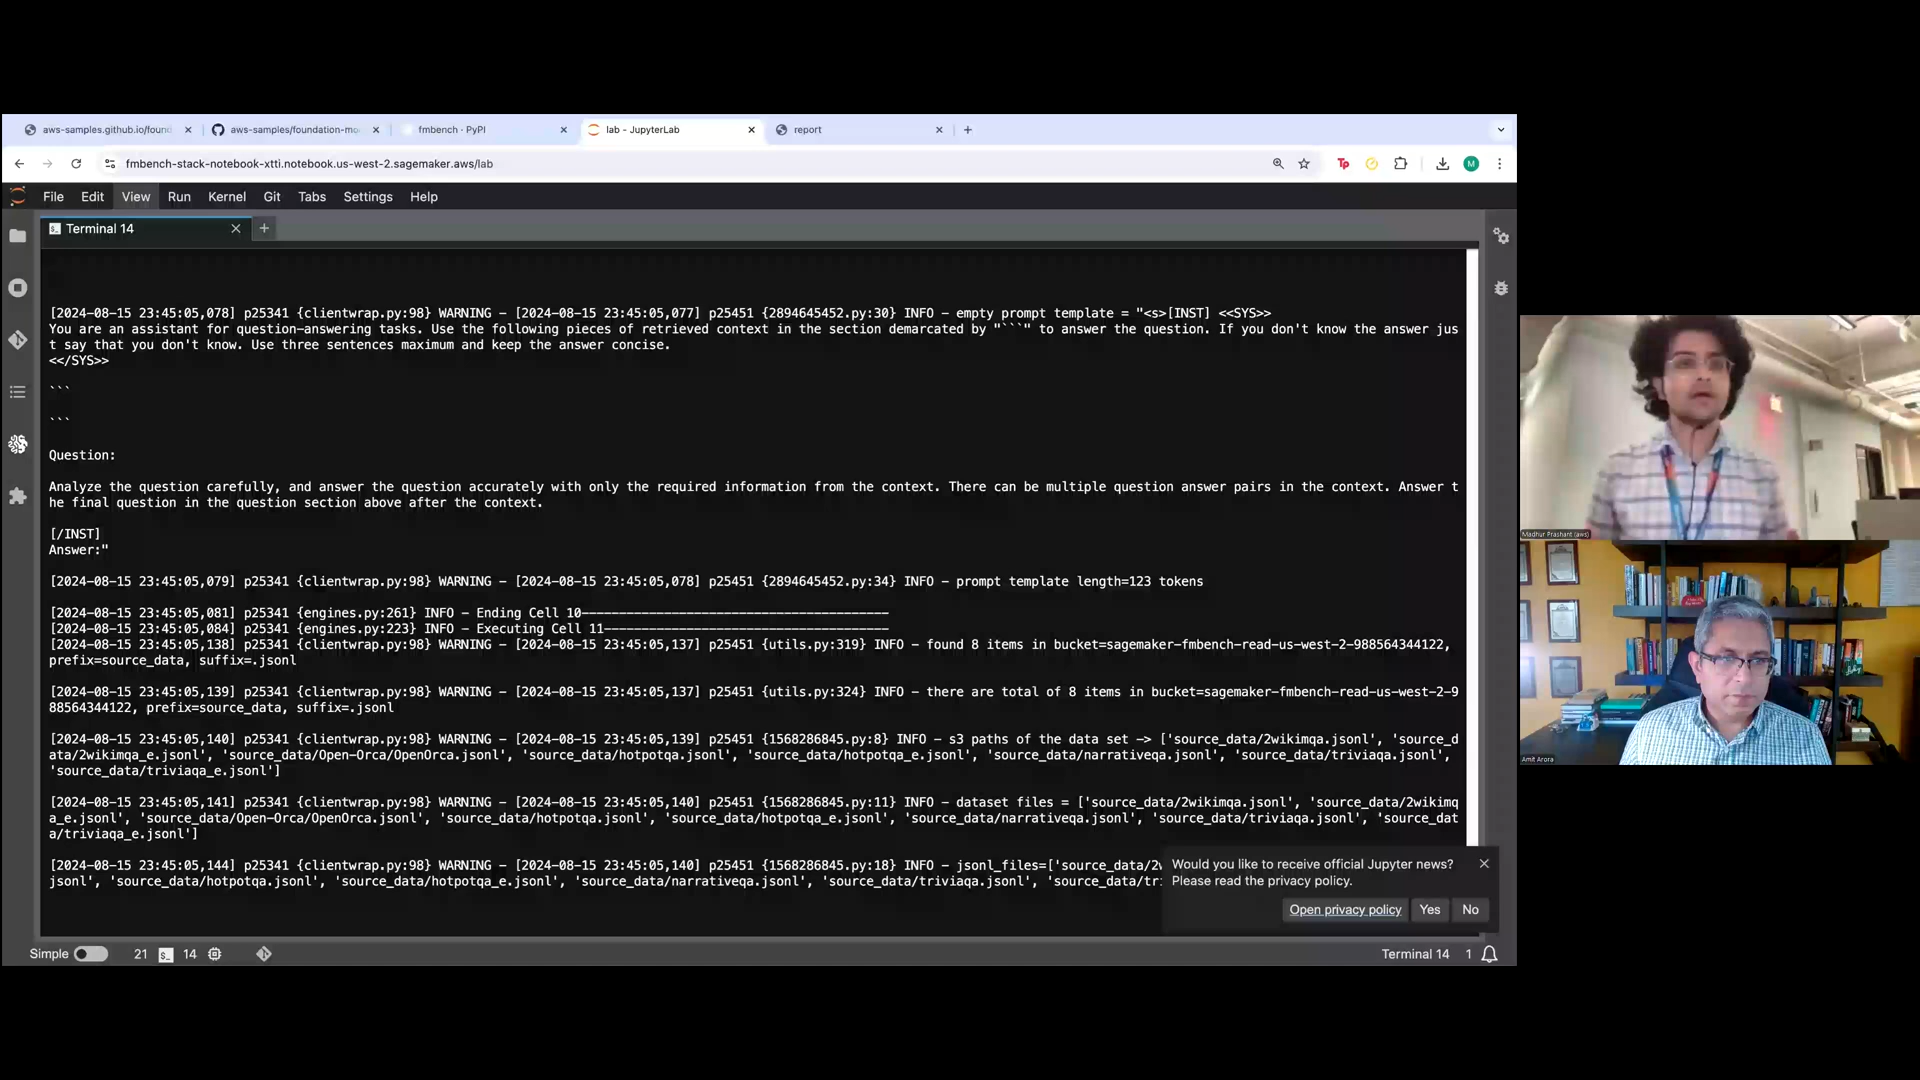 aws-samples.github.io/found
aws-samples/foundation-mo
fmbench · PyPI
lab - JupyterLab
report
fmbench-stack-notebook-xtti.notebook.us-west-2.sagemaker.aws/lab
Tp
M
File Edit View Run Kernel Git Tabs Settings Help
Terminal 14
[2024-08-15 23:45:05,078] p25341 {clientwrap.py:98} WARNING - [2024-08-15 23:45:05,077] p25451 {2894645452.py:30} INFO - empty prompt template = "<s>[INST] <<SYS>>
You are an assistant for question-answering tasks. Use the following pieces of retrieved context in the section demarcated by "```" to answer the question. If you don't know the answer jus
t say that you don't know. Use three sentences maximum and keep the answer concise.
<</SYS>>
```
```
Question:
Analyze the question carefully, and answer the question accurately with only the required information from the context. There can be multiple question answer pairs in the context. Answer t
he final question in the question section above after the context.
[/INST]
Answer:"
[2024-08-15 23:45:05,079] p25341 {clientwrap.py:98} WARNING - [2024-08-15 23:45:05,078] p25451 {2894645452.py:34} INFO - prompt template length=123 tokens
[2024-08-15 23:45:05,081] p25341 {engines.py:261} INFO - Ending Cell 10-----------------------------------------
[2024-08-15 23:45:05,084] p25341 {engines.py:223} INFO - Executing Cell 11--------------------------------------
[2024-08-15 23:45:05,138] p25341 {clientwrap.py:98} WARNING - [2024-08-15 23:45:05,137] p25451 {utils.py:319} INFO - found 8 items in bucket=sagemaker-fmbench-read-us-west-2-988564344122,
prefix=source_data, suffix=.jsonl
[2024-08-15 23:45:05,139] p25341 {clientwrap.py:98} WARNING - [2024-08-15 23:45:05,137] p25451 {utils.py:324} INFO - there are total of 8 items in bucket=sagemaker-fmbench-read-us-west-2-9
88564344122, prefix=source_data, suffix=.jsonl
[2024-08-15 23:45:05,140] p25341 {clientwrap.py:98} WARNING - [2024-08-15 23:45:05,139] p25451 {1568286845.py:8} INFO - s3 paths of the data set -> ['source_data/2wikimqa.jsonl', 'source_d
ata/2wikimqa_e.jsonl', 'source_data/Open-Orca/OpenOrca.jsonl', 'source_data/hotpotqa.jsonl', 'source_data/hotpotqa_e.jsonl', 'source_data/narrativeqa.jsonl', 'source_data/triviaqa.jsonl',
'source_data/triviaqa_e.jsonl']
[2024-08-15 23:45:05,141] p25341 {clientwrap.py:98} WARNING - [2024-08-15 23:45:05,140] p25451 {1568286845.py:11} INFO - dataset files = ['source_data/2wikimqa.jsonl', 'source_data/2wikimq
a_e.jsonl', 'source_data/Open-Orca/OpenOrca.jsonl', 'source_data/hotpotqa.jsonl', 'source_data/hotpotqa_e.jsonl', 'source_data/narrativeqa.jsonl', 'source_data/triviaqa.jsonl', 'source_dat
a/triviaqa_e.jsonl']
[2024-08-15 23:45:05,144] p25341 {clientwrap.py:98} WARNING - [2024-08-15 23:45:05,140] p25451 {1568286845.py:18} INFO - jsonl_files=['source_data/2w
jsonl', 'source_data/hotpotqa.jsonl', 'source_data/hotpotqa_e.jsonl', 'source_data/narrativeqa.jsonl', 'source_data/triviaqa.jsonl', 'source_data/tr
Would you like to receive official Jupyter news?
Please read the privacy policy.
Open privacy policy Yes No
Simple 21 14 Terminal 14 1
Madhur Prashant (aws)
Amit Arora